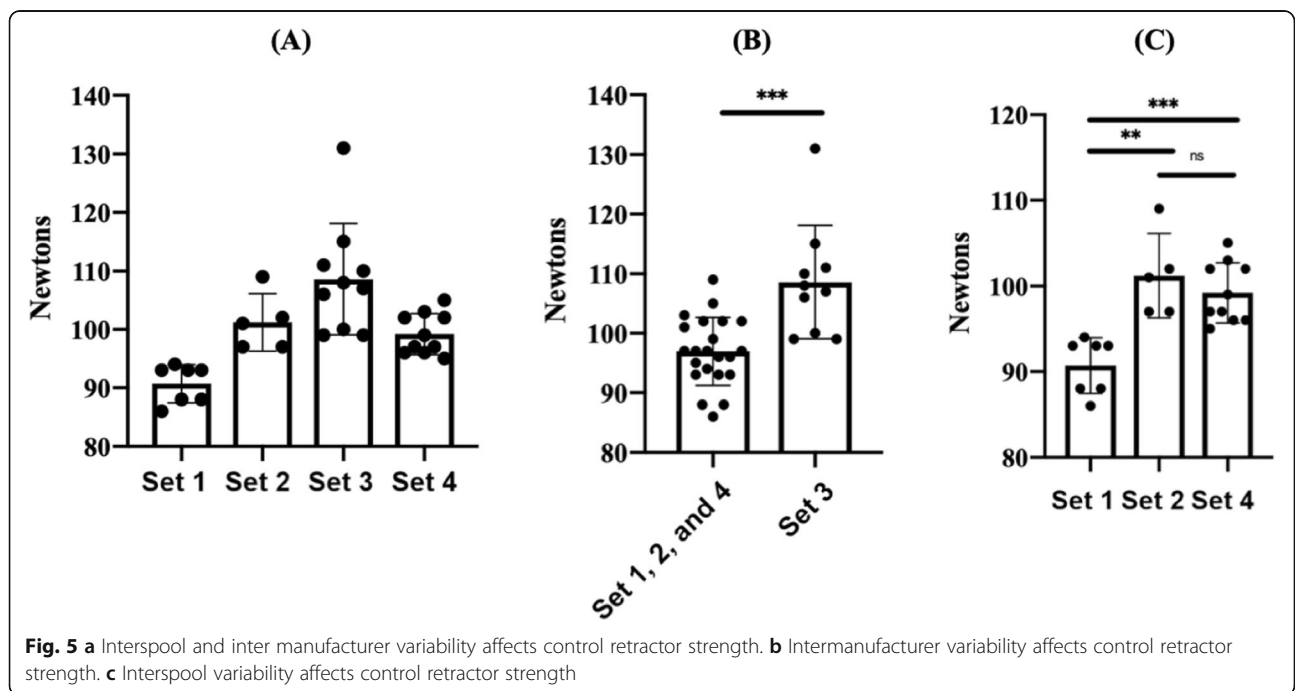 (A)
Newtons
140
130
120
110
100
90
80
Set 1 Set 2 Set 3 Set 4
(B)
***
Newtons
140
130
120
110
100
90
80
Set 1, 2, and 4
Set 3
(C)
***
**
ns
Newtons
120
110
100
90
80
Set 1 Set 2 Set 4
Fig. 5 a Interspool and inter manufacturer variability affects control retractor strength. b Intermanufacturer variability affects control retractor
strength. c Interspool variability affects control retractor strength